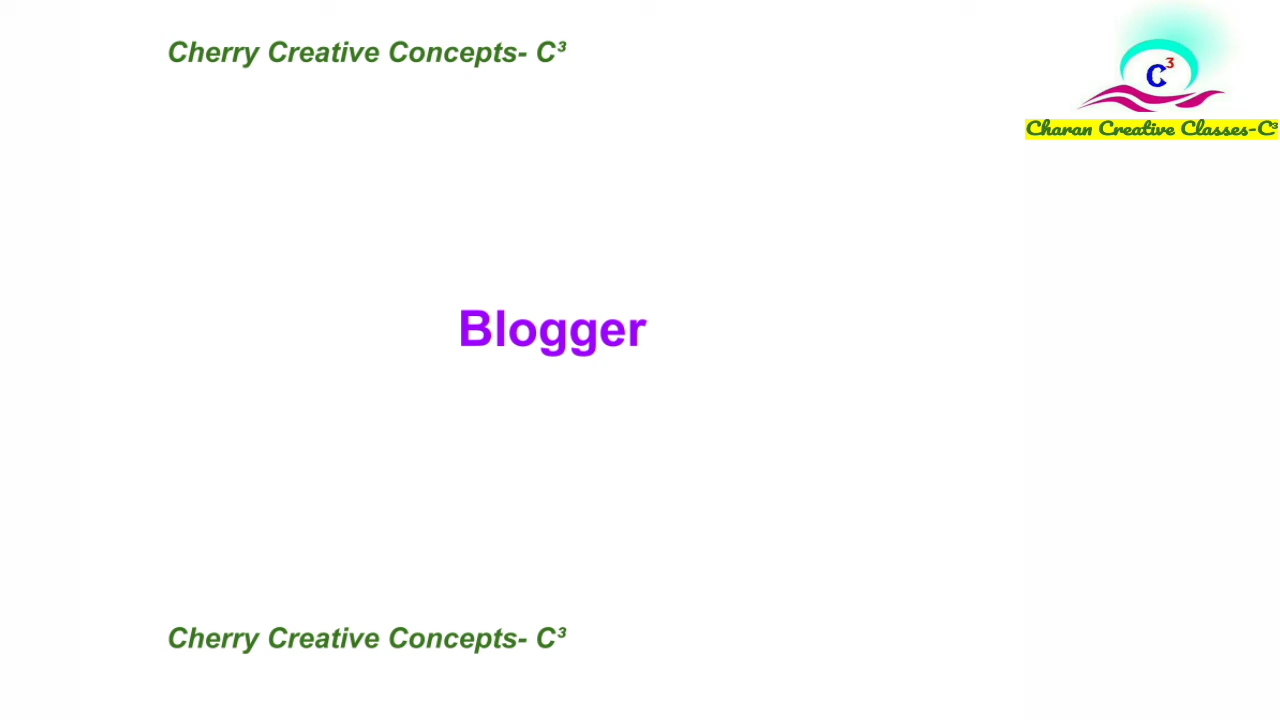 Cherry Creative Concepts- C³
C³
Charan Creative Classes-C³
Blogger
Cherry Creative Concepts- C³